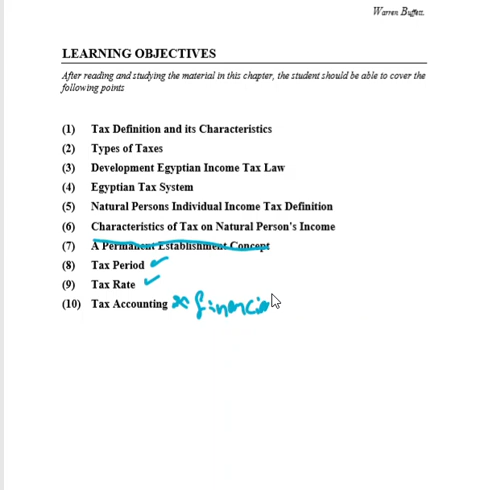 Warren Buffett.
LEARNING OBJECTIVES
After reading and studying the material in this chapter, the student should be able to cover the
following points
(1) Tax Definition and its Characteristics
(2) Types of Taxes
(3) Development Egyptian Income Tax Law
(4) Egyptian Tax System
(5) Natural Persons Individual Income Tax Definition
(6) Characteristics of Tax on Natural Person's Income
(7) A Permanent Establishment Concept
(8) Tax Period
(9) Tax Rate
(10) Tax Accounting financia